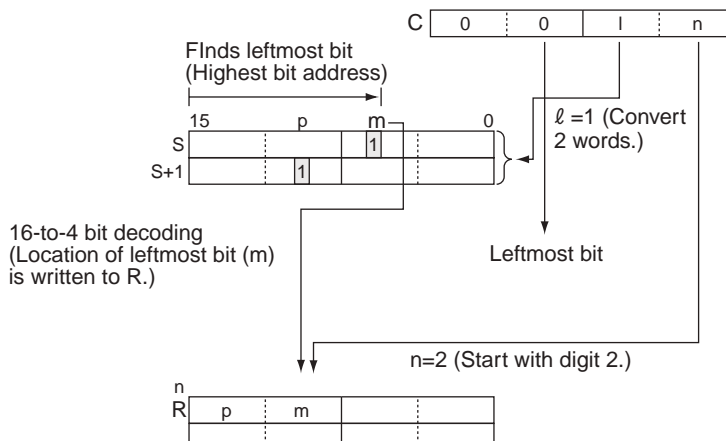 C 0 0 l n
FInds leftmost bit
(Highest bit address)
15 p m 0
S 1
S+1 1
ℓ =1 (Convert
2 words.)
16-to-4 bit decoding
(Location of leftmost bit (m)
is written to R.)
Leftmost bit
n=2 (Start with digit 2.)
n
R p m